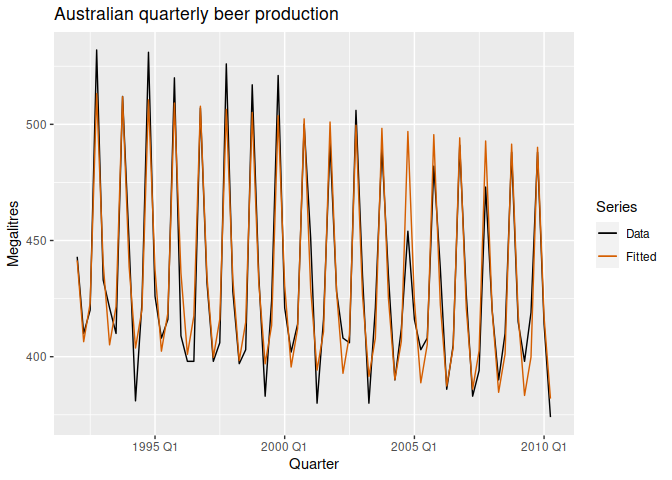 Australian quarterly beer production
500
450
400
Megalitres
1995 Q1
2000 Q1
2005 Q1
2010 Q1
Quarter
Series
Data
Fitted